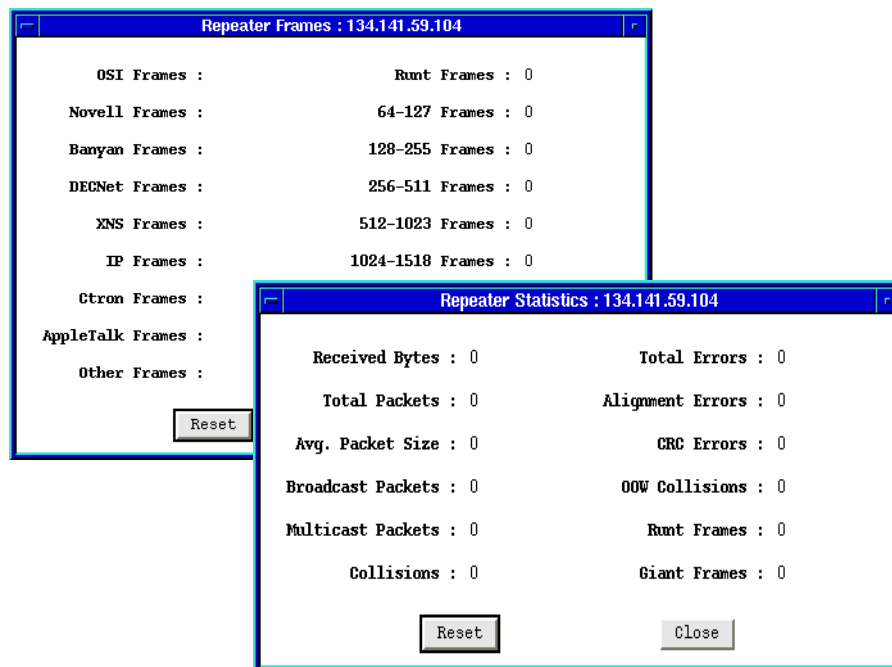 Repeater Frames : 134.141.59.104
OSI Frames : Runt Frames : 0
Novell Frames : 64-127 Frames : 0
Banyan Frames : 128-255 Frames : 0
DECNet Frames : 256-511 Frames : 0
XNS Frames : 512-1023 Frames : 0
IP Frames : 1024-1518 Frames : 0
Ctron Frames :
AppleTalk Frames :
Other Frames :
Reset
Repeater Statistics : 134.141.59.104
Received Bytes : 0 Total Errors : 0
Total Packets : 0 Alignment Errors : 0
Avg. Packet Size : 0 CRC Errors : 0
Broadcast Packets : 0 OOW Collisions : 0
Multicast Packets : 0 Runt Frames : 0
Collisions : 0 Giant Frames : 0
Reset Close